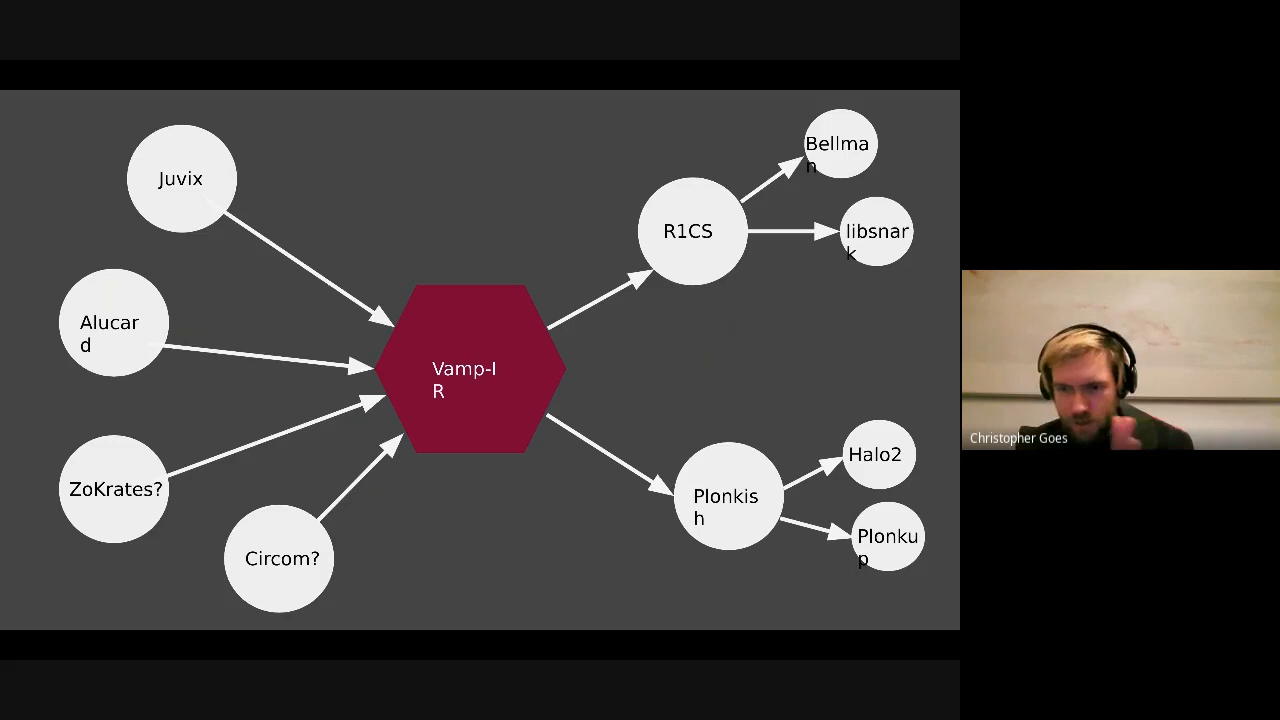 Juvix
Alucar
d
ZoKrates?
Circom?
Vamp-I
R
R1CS
Bellma
n
libsnar
k
Plonkis
h
Halo2
Plonku
p
Christopher Goes